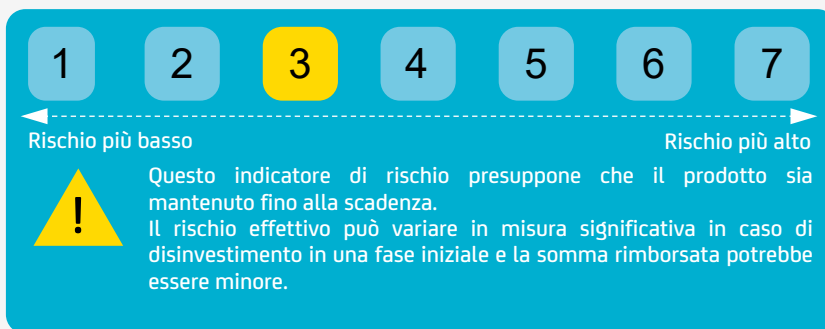 1 2 3 4 5 6 7
Rischio più basso Rischio più alto
!
Questo indicatore di rischio presuppone che il prodotto sia
mantenuto fino alla scadenza.
Il rischio effettivo può variare in misura significativa in caso di
disinvestimento in una fase iniziale e la somma rimborsata potrebbe
essere minore.